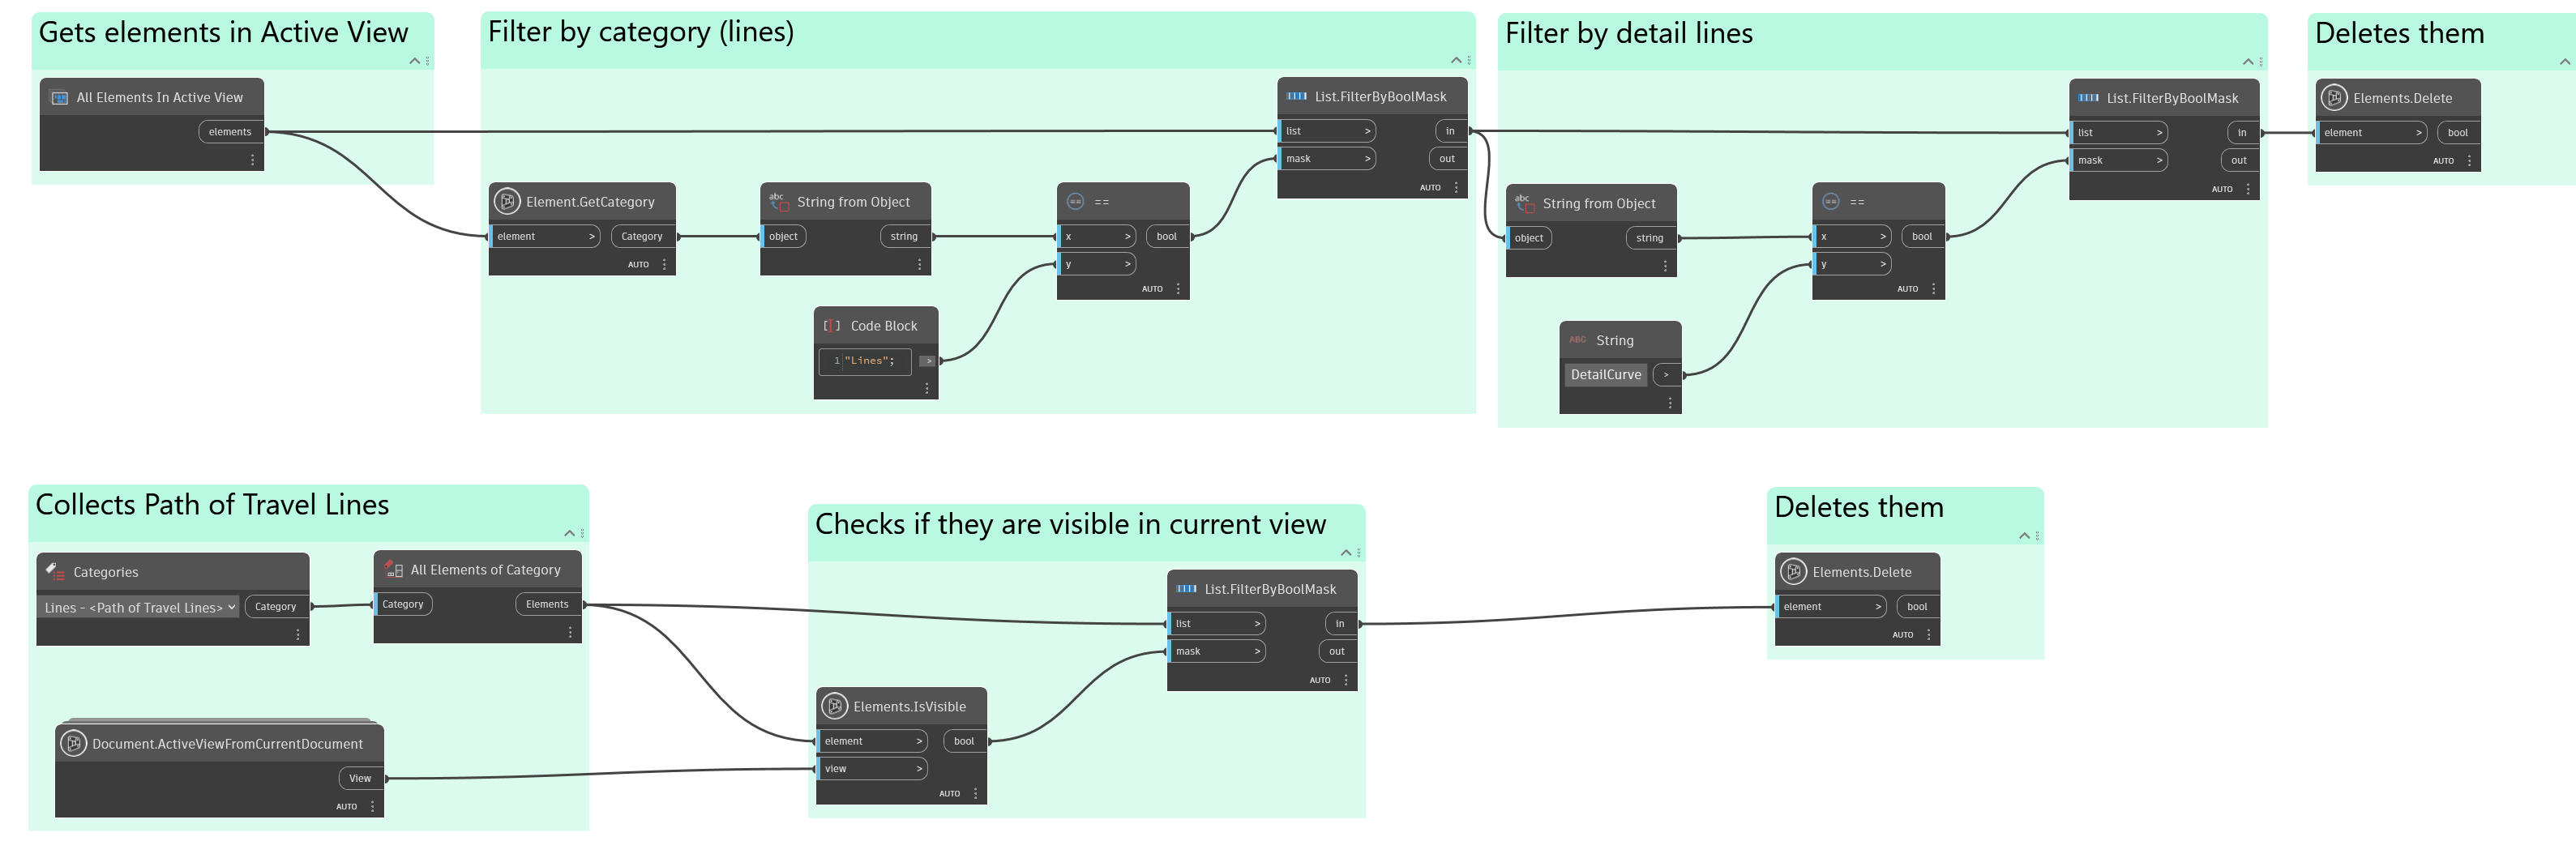 Gets elements in Active View
All Elements In Active View
elements
Filter by category (lines)
Element.GetCategory
element > Category
AUTO
String from Object
object string
Code Block
1 "Lines"; >
==
x > bool
y >
AUTO
List.FilterByBoolMask
list > in
mask > out
AUTO
Filter by detail lines
String from Object
object string
String
DetailCurve >
==
x > bool
y >
AUTO
List.FilterByBoolMask
list > in
mask > out
AUTO
Deletes them
Elements.Delete
element > bool
AUTO
Collects Path of Travel Lines
Categories
Lines - <Path of Travel Lines> Category
All Elements of Category
Category Elements
Document.ActiveViewFromCurrentDocument
View
AUTO
Checks if they are visible in current view
Elements.IsVisible
element > bool
view >
AUTO
List.FilterByBoolMask
list > in
mask > out
AUTO
Deletes them
Elements.Delete
element > bool
AUTO